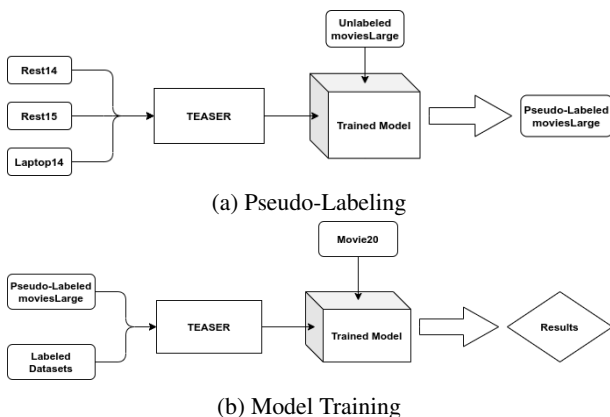 Unlabeled
moviesLarge
Rest14
Rest15
Laptop14
TEASER
Trained Model
Pseudo-Labeled
moviesLarge
(a) Pseudo-Labeling
Movie20
Pseudo-Labeled
moviesLarge
Labeled
Datasets
TEASER
Trained Model
Results
(b) Model Training